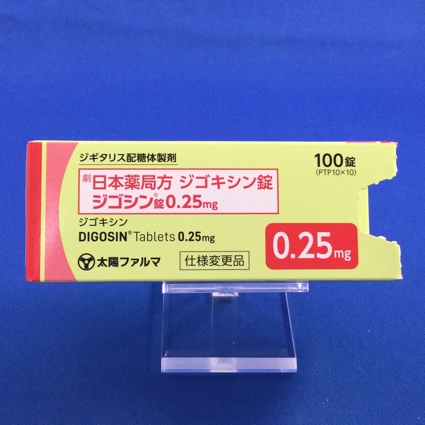 ジギタリス配糖体製剤
100錠
(PTP10×10)
劇 日本薬局方 ジゴキシン錠
ジゴシン®錠0.25mg
ジゴキシン
DIGOSIN® Tablets 0.25mg
0.25mg
太陽ファルマ
仕様変更品